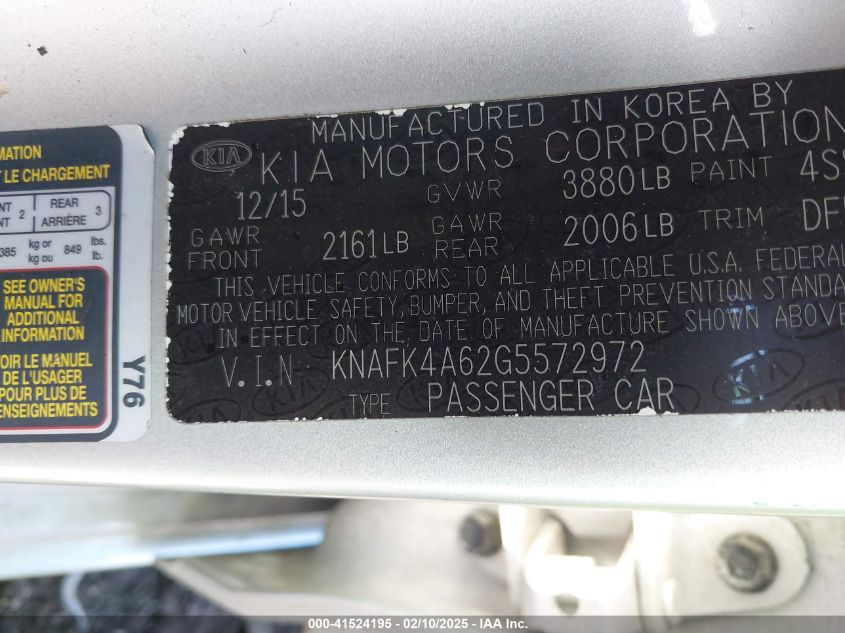 MATION
T LE CHARGEMENT
NT 2 REAR 3
ARRIÈRE
385 kg or 849 lbs.
kg ou lb.
SEE OWNER'S
MANUAL FOR
ADDITIONAL
INFORMATION
OIR LE MANUEL
DE L'USAGER
POUR PLUS DE
ENSEIGNEMENTS
Y76
MANUFACTURED IN KOREA BY
KIA KIA MOTORS CORPORATION
12/15 GVWR 3880LB PAINT 4SS
GAWR FRONT 2161LB GAWR REAR 2006LB TRIM DF
THIS VEHICLE CONFORMS TO ALL APPLICABLE U.S.A. FEDERAL
MOTOR VEHICLE SAFETY, BUMPER, AND THEFT PREVENTION STANDA
IN EFFECT ON THE DATE OF MANUFACTURE SHOWN ABOVE
V.I.N KNAFK4A62G5572972
TYPE PASSENGER CAR
000-41524195 - 02/10/2025 - IAA Inc.